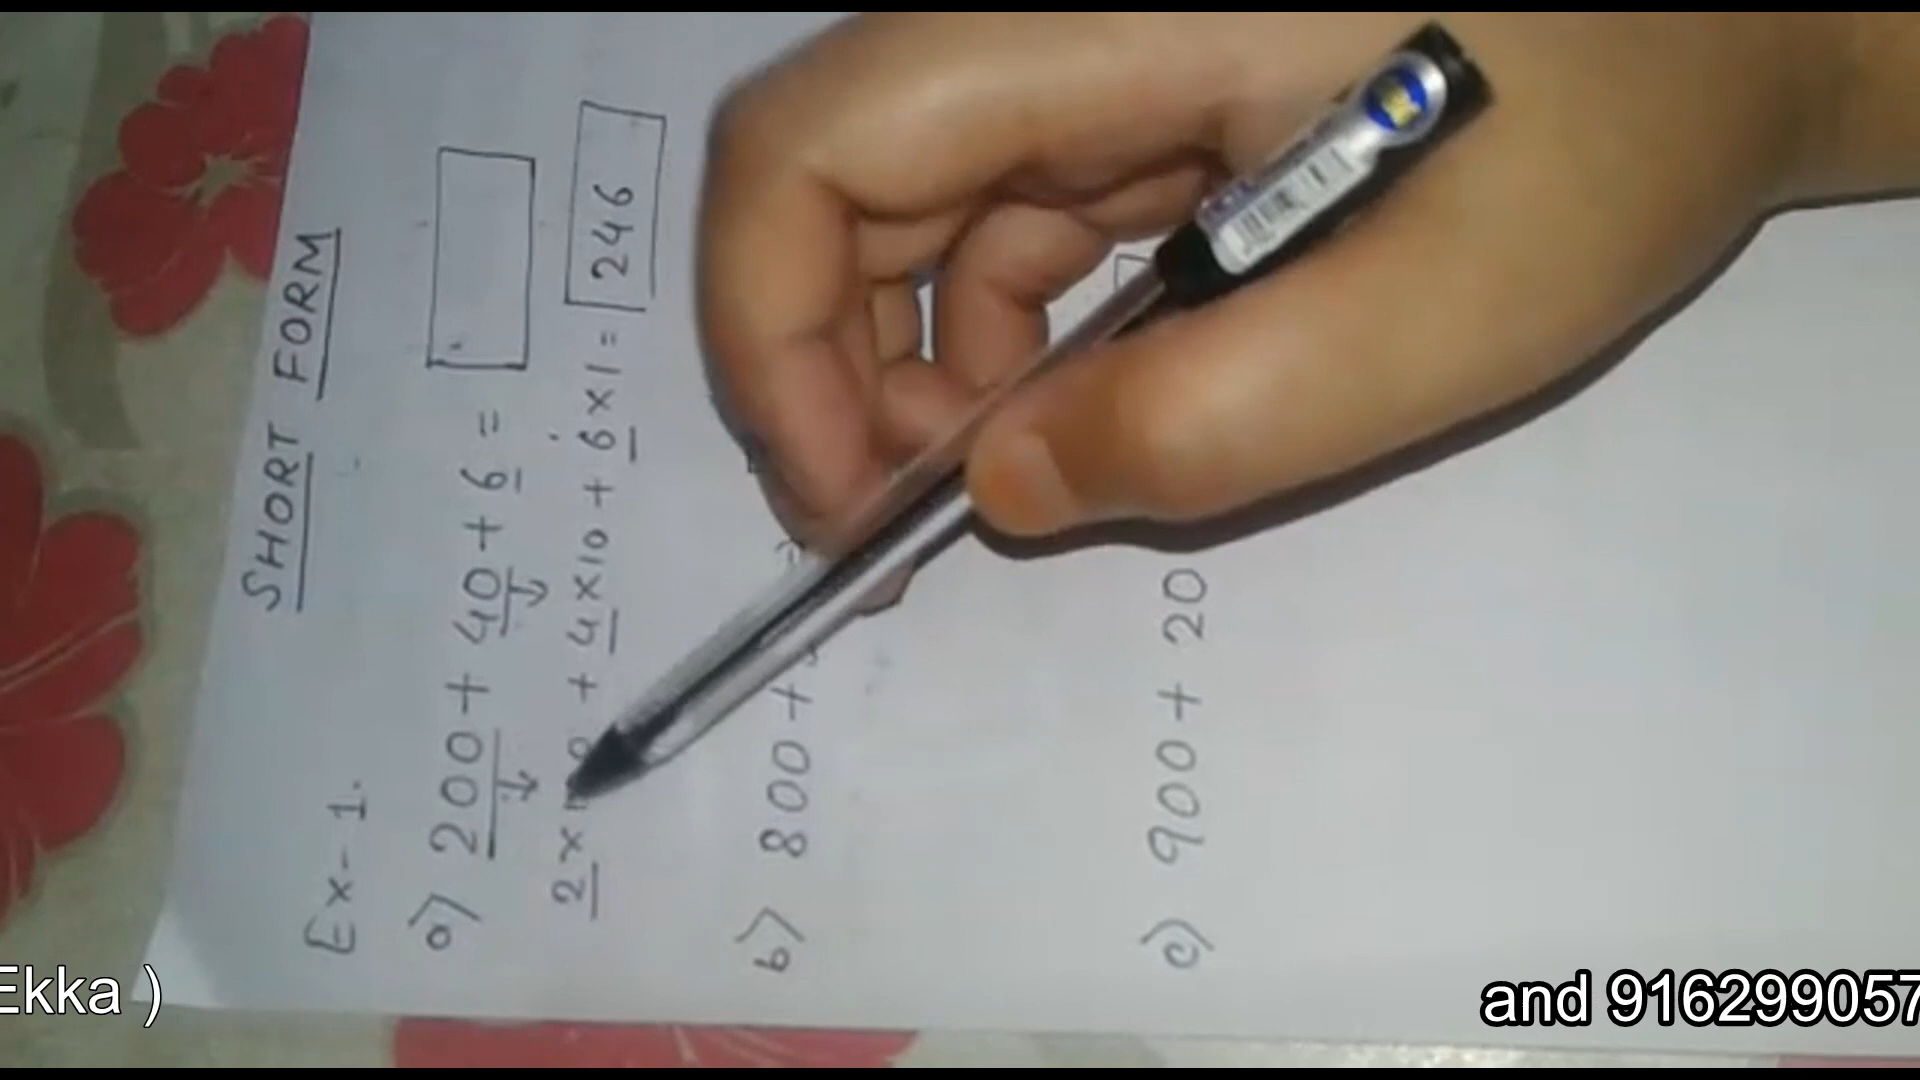 SHORT FORM
Ex-1.
a) 200 + 40 + 6 =
2 × + 4×10 + 6×1 = 246
b) 800 +
c) 900 + 20
Ekka )
and 916299057